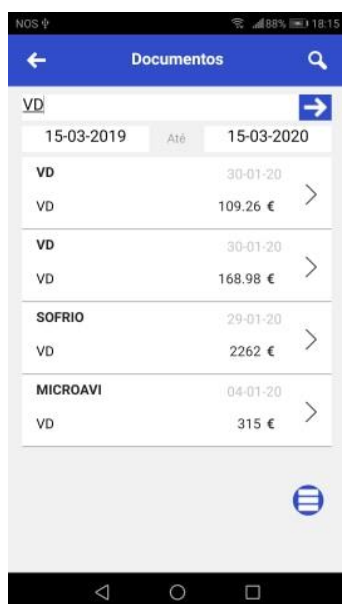 NOS 88% 18:15
Documentos
VD
15-03-2019 Até 15-03-2020
VD 30-01-20
VD 109.26 €
VD 30-01-20
VD 168.98 €
SOFRIO 29-01-20
VD 2262 €
MICROAVI 04-01-20
VD 315 €